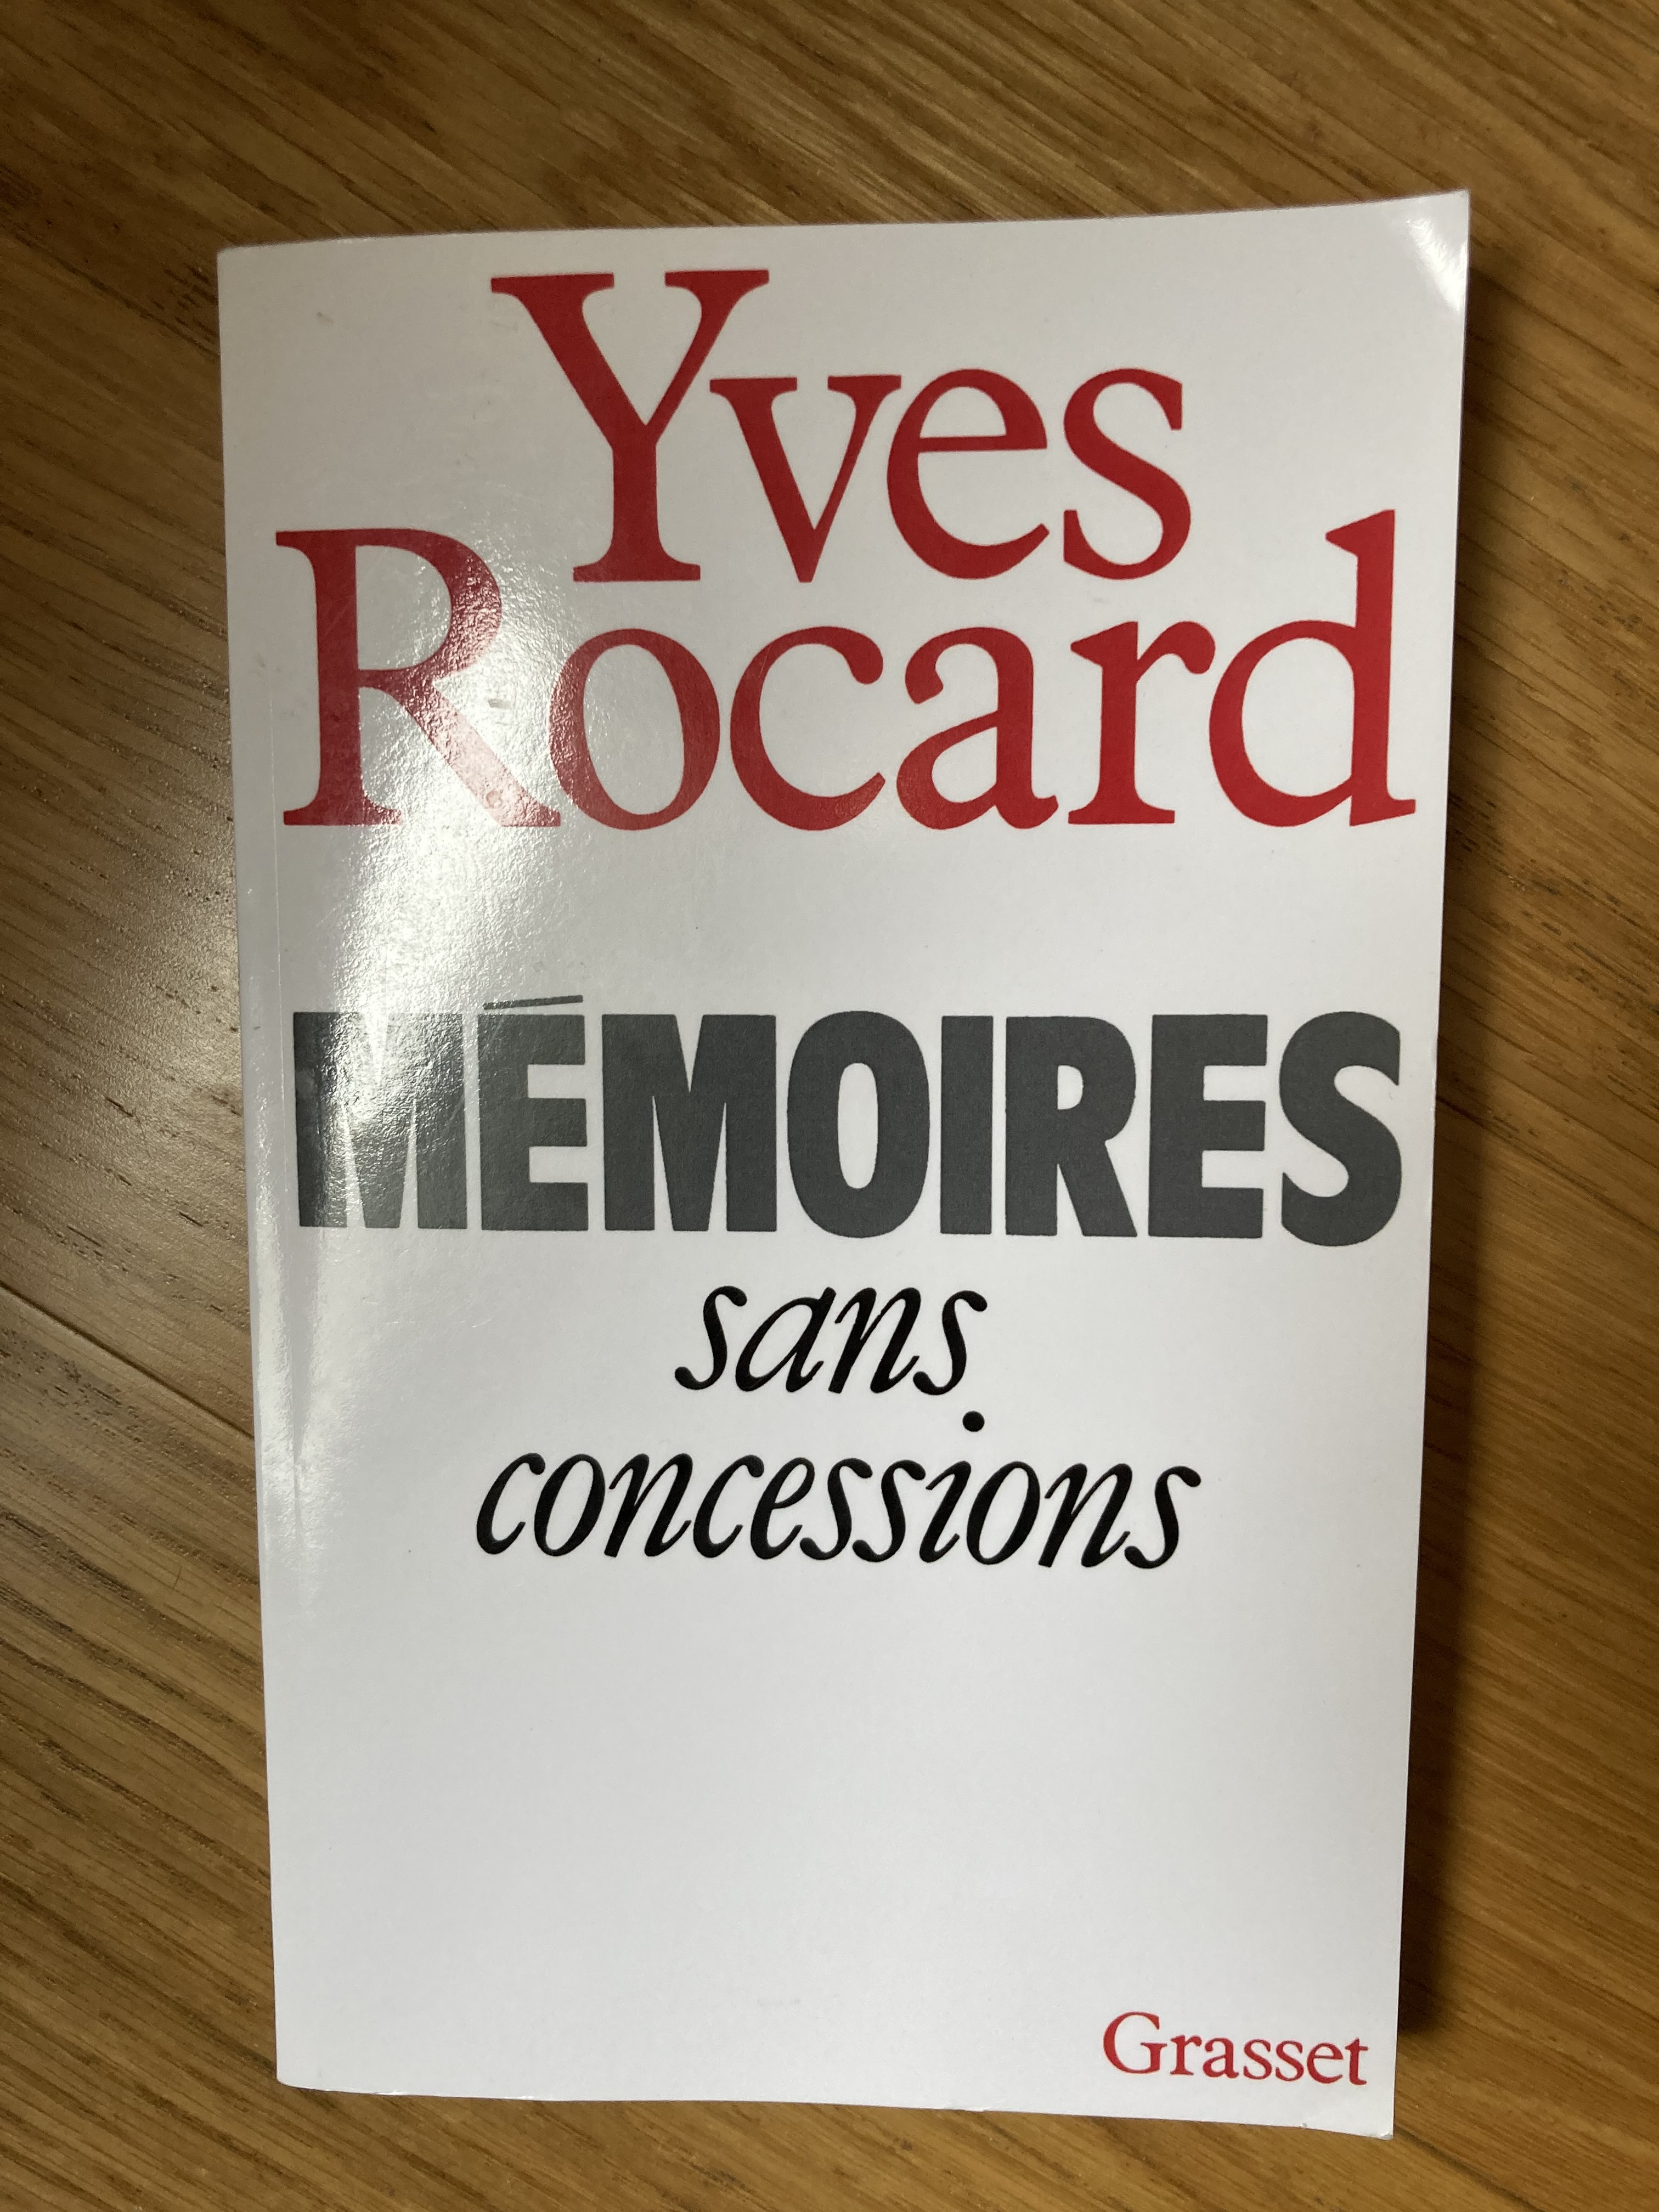 Yves
Rocard
MÉMOIRES
sans
concessions
Grasset